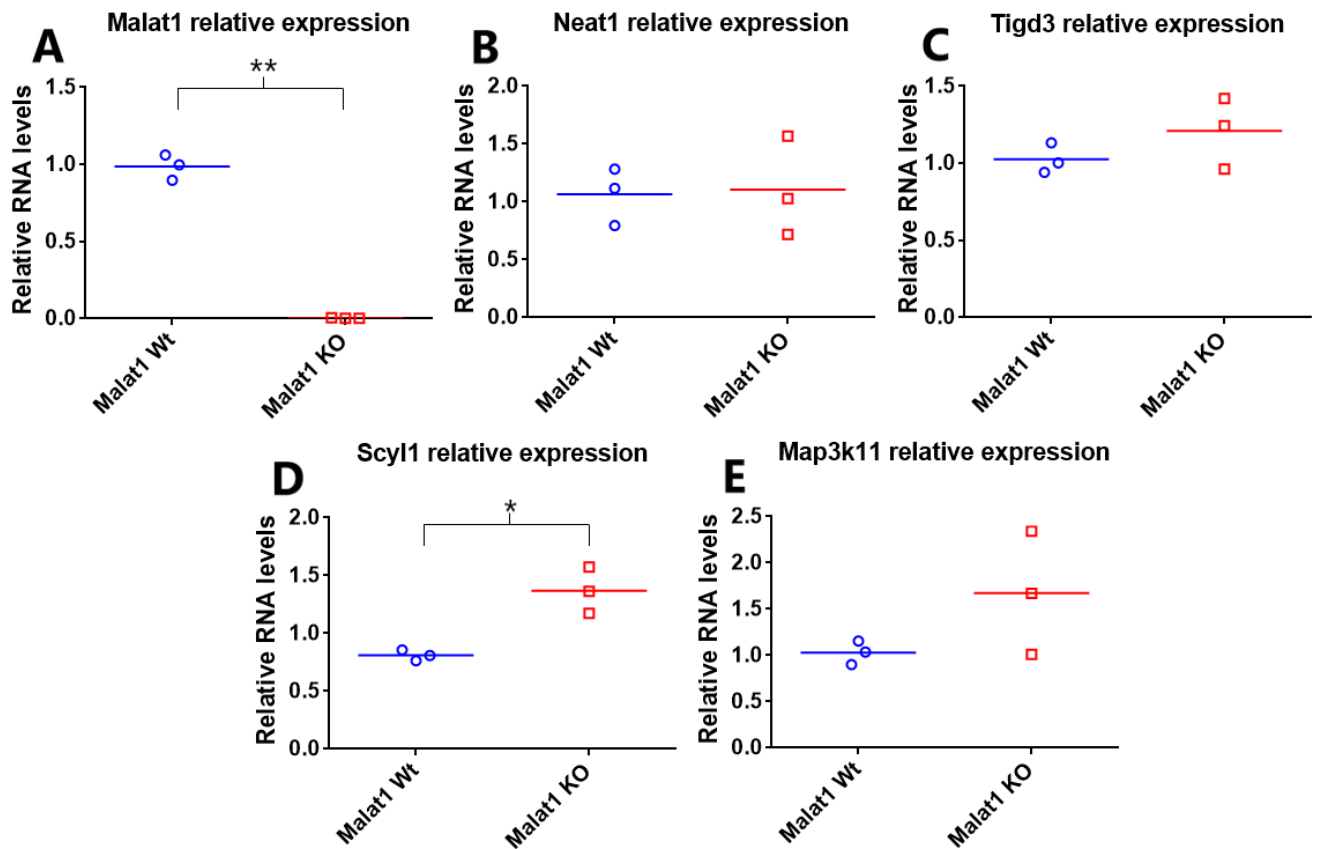 A
Malat1 relative expression
**
Relative RNA levels
1.5
1.0
0.5
0.0
Malat1 Wt
Malat1 KO
B
Neat1 relative expression
2.0
1.5
1.0
0.5
0.0
Malat1 Wt
Malat1 KO
C
Tigd3 relative expression
Relative RNA levels
1.5
1.0
0.5
0.0
Malat1 Wt
Malat1 KO
D
Scyl1 relative expression
*
Relative RNA levels
2.0
1.5
1.0
0.5
0.0
Malat1 Wt
Malat1 KO
E
Map3k11 relative expression
Relative RNA levels
2.5
2.0
1.5
1.0
0.5
0.0
Malat1 Wt
Malat1 KO